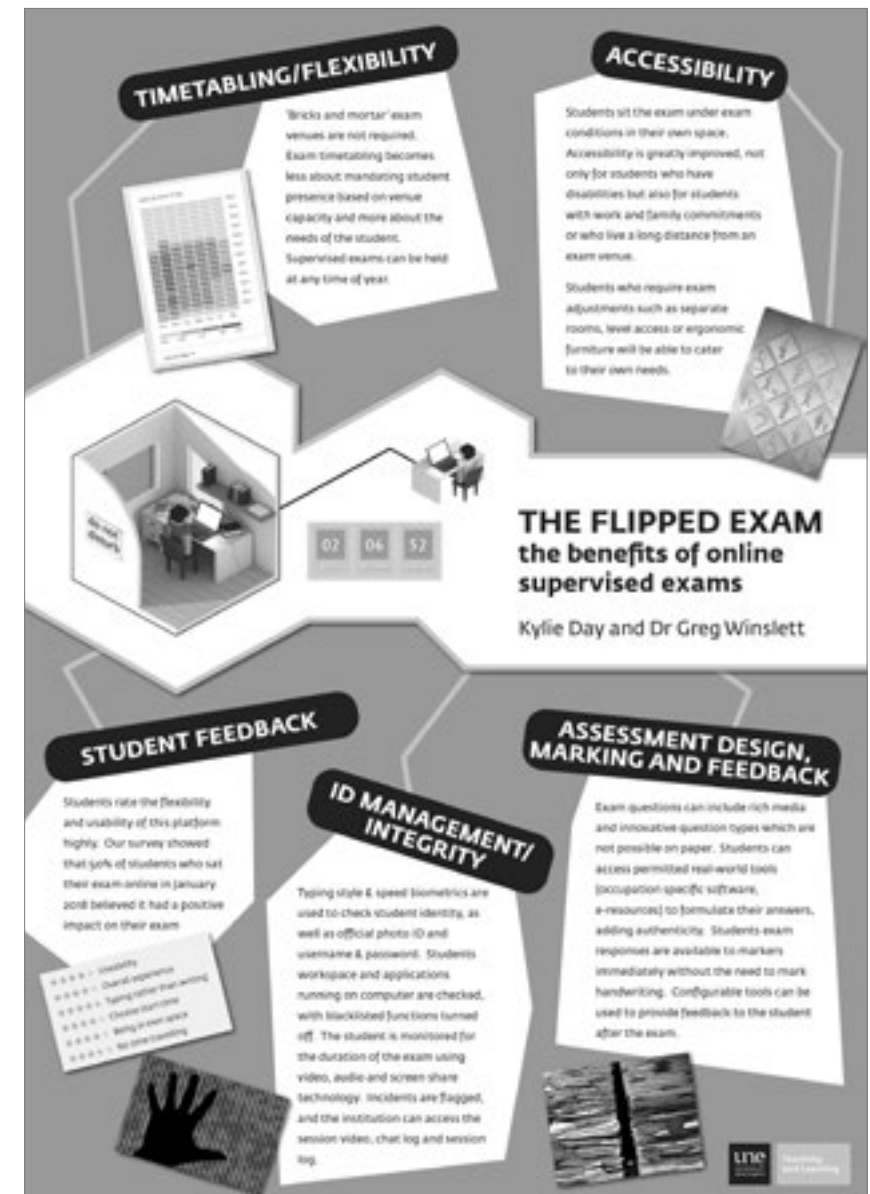 TIMETABLING/FLEXIBILITY
'Bricks and mortar' exam
venues are not required.
Exam timetabling becomes
less about mandating student
presence based on venue
capacity and more about the
needs of the student.
Supervised exams can be held
at any time of year.
ACCESSIBILITY
Students sit the exam under exam
conditions in their own space.
Accessibility is greatly improved, not
only for students who have
disabilities but also for students
with work and family commitments
or who live a long distance from an
exam venue.
Students who require exam
adjustments such as separate
rooms, level access or ergonomic
furniture will be able to cater
to their own needs.
do not
disturb
02 06 52
THE FLIPPED EXAM
the benefits of online
supervised exams
Kylie Day and Dr Greg Winslett
STUDENT FEEDBACK
Students rate the flexibility
and usability of this platform
highly. Our survey showed
that 90% of students who sat
their exam online in January
2018 believed it had a positive
impact on their exam
Useability
Overall experience
Typing rather than writing
Choose start time
Being in own space
No time travelling
ID MANAGEMENT/
INTEGRITY
Typing style & speed biometrics are
used to check student identity, as
well as official photo ID and
username & password. Students
workspace and applications
running on computer are checked,
with blacklisted functions turned
off. The student is monitored for
the duration of the exam using
video, audio and screen share
technology. Incidents are flagged,
and the institution can access the
session video, chat log and session
log.
ASSESSMENT DESIGN,
MARKING AND FEEDBACK
Exam questions can include rich media
and innovative question types which are
not possible on paper. Students can
access permitted real-world tools
(occupation specific software,
e-resources) to formulate their answers,
adding authenticity. Students exam
responses are available to markers
immediately without the need to mark
handwriting. Configurable tools can be
used to provide feedback to the student
after the exam.
une
Teaching
and Learning